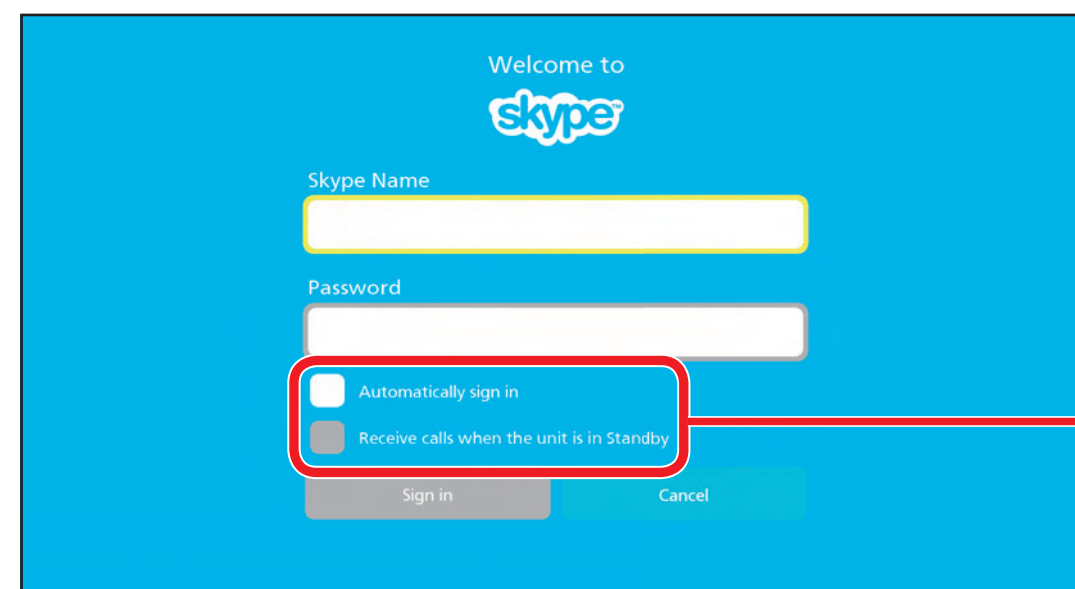 Welcome to
skype™
Skype Name
Password
Automatically sign in
Receive calls when the unit is in Standby
Sign in
Cancel